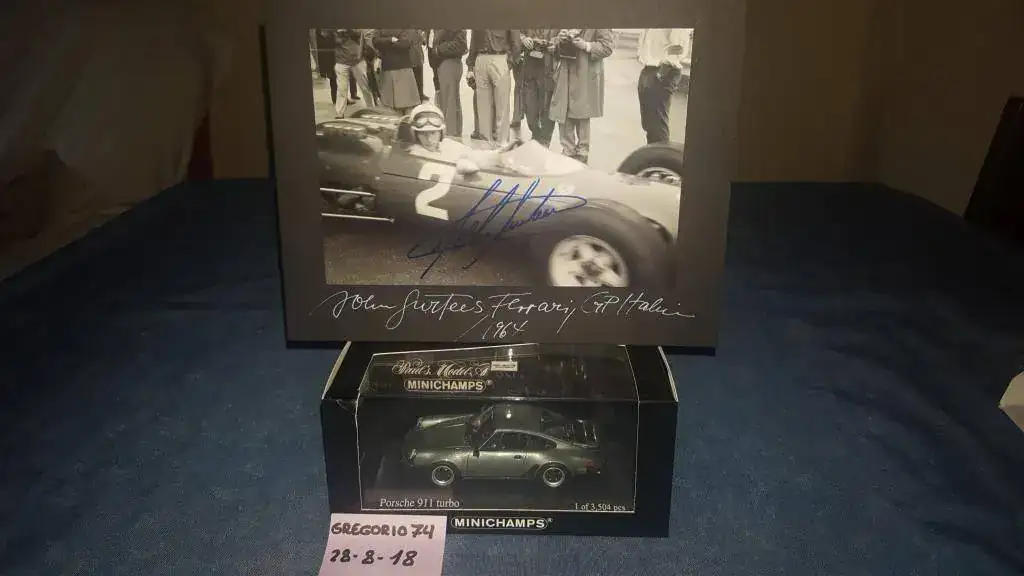 2
John Surtees Ferrari, GP Italien
1964
MINICHAMPS®
Porsche 911 turbo
1 of 3,504 pcs
MINICHAMPS®
GREGORIO74
28-8-18